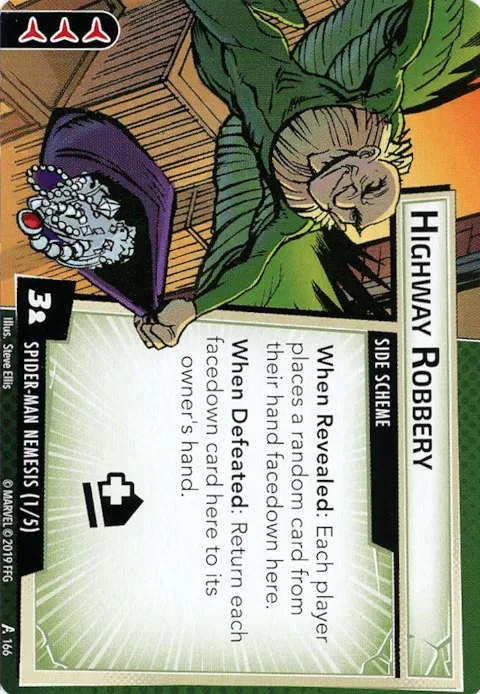 HIGHWAY ROBBERY
SIDE SCHEME
When Revealed: Each player
places a random card from
their hand facedown here.
When Defeated: Return each
facedown card here to its
owner's hand.
3
SPIDER-MAN NEMESIS (1/5)
Illus. Steve Ellis
© MARVEL © 2019 FFG
166